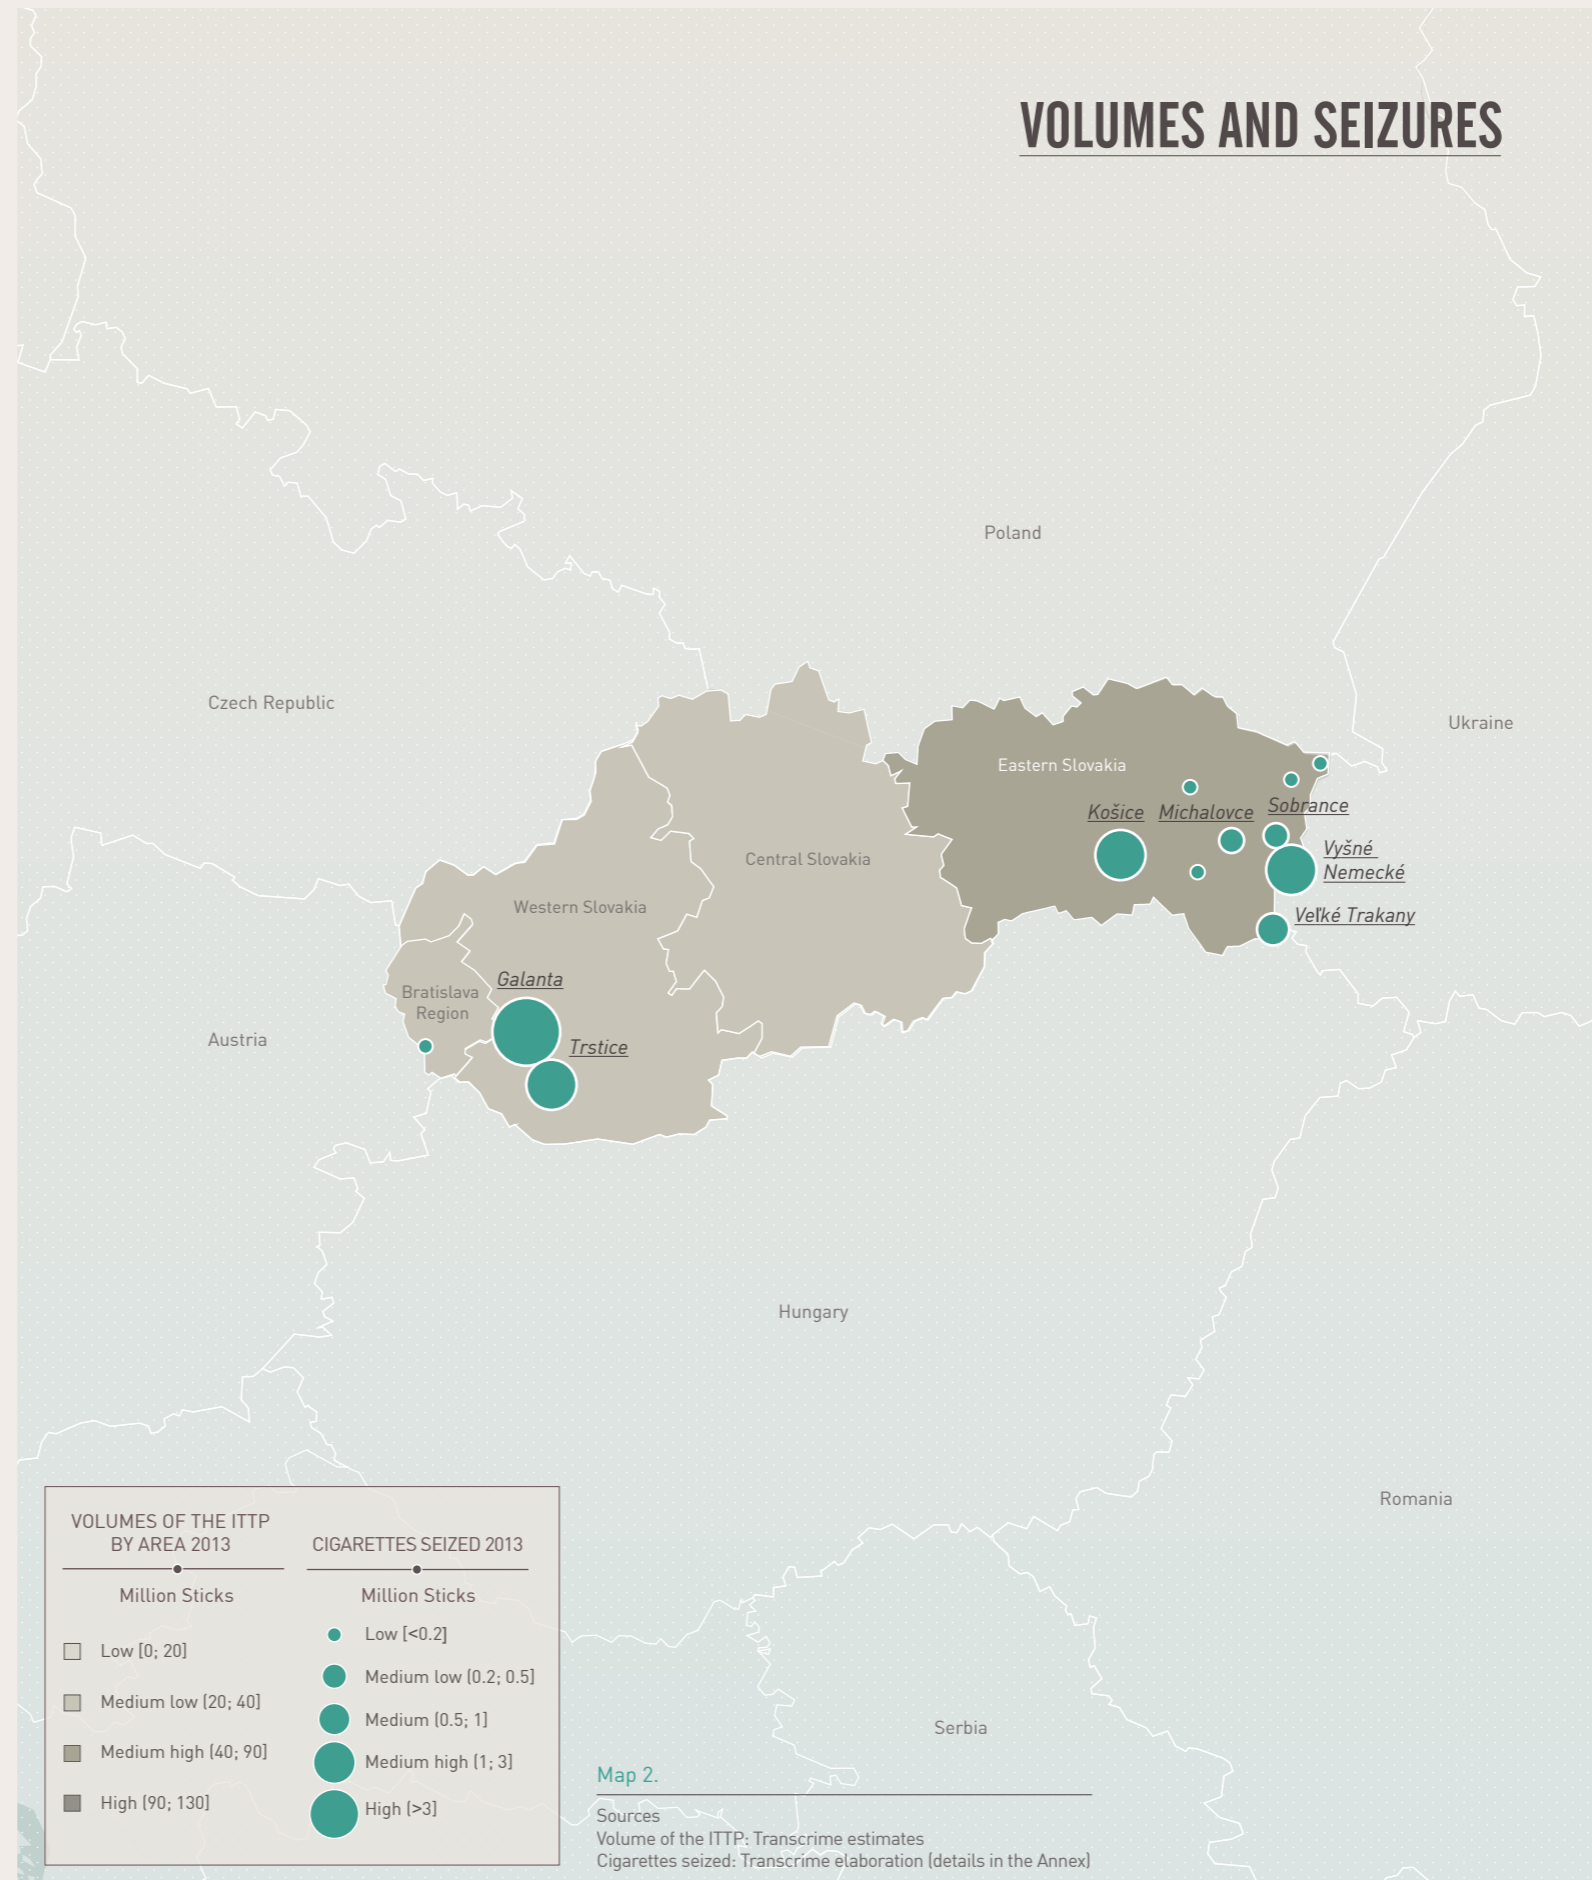 VOLUMES AND SEIZURES
Poland
Czech Republic
Ukraine
Eastern Slovakia
Košice
Michalovce
Sobrance
Vyšné
Nemecké
Central Slovakia
Veľké Trakany
Western Slovakia
Galanta
Bratislava
Region
Austria
Trstice
Hungary
Romania
Serbia
VOLUMES OF THE ITTP
BY AREA 2013
Million Sticks
Low [0; 20]
Medium low (20; 40]
Medium high (40; 90]
High (90; 130]
CIGARETTES SEIZED 2013
Million Sticks
Low [<0.2]
Medium low (0.2; 0.5]
Medium (0.5; 1]
Medium high (1; 3]
High (>3]
Map 2.
Sources
Volume of the ITTP: Transcrime estimates
Cigarettes seized: Transcrime elaboration (details in the Annex)